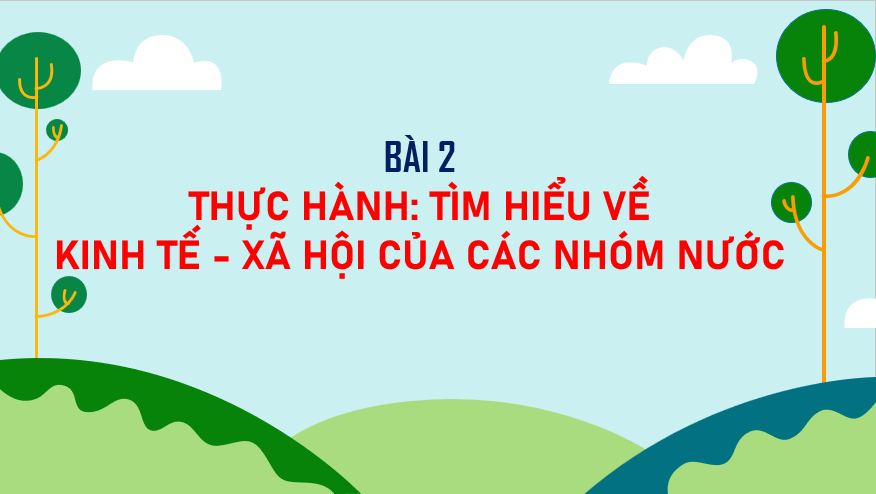 BÀI 2
THỰC HÀNH: TÌM HIỂU VỀ
KINH TẾ - XÃ HỘI CỦA CÁC NHÓM NƯỚC